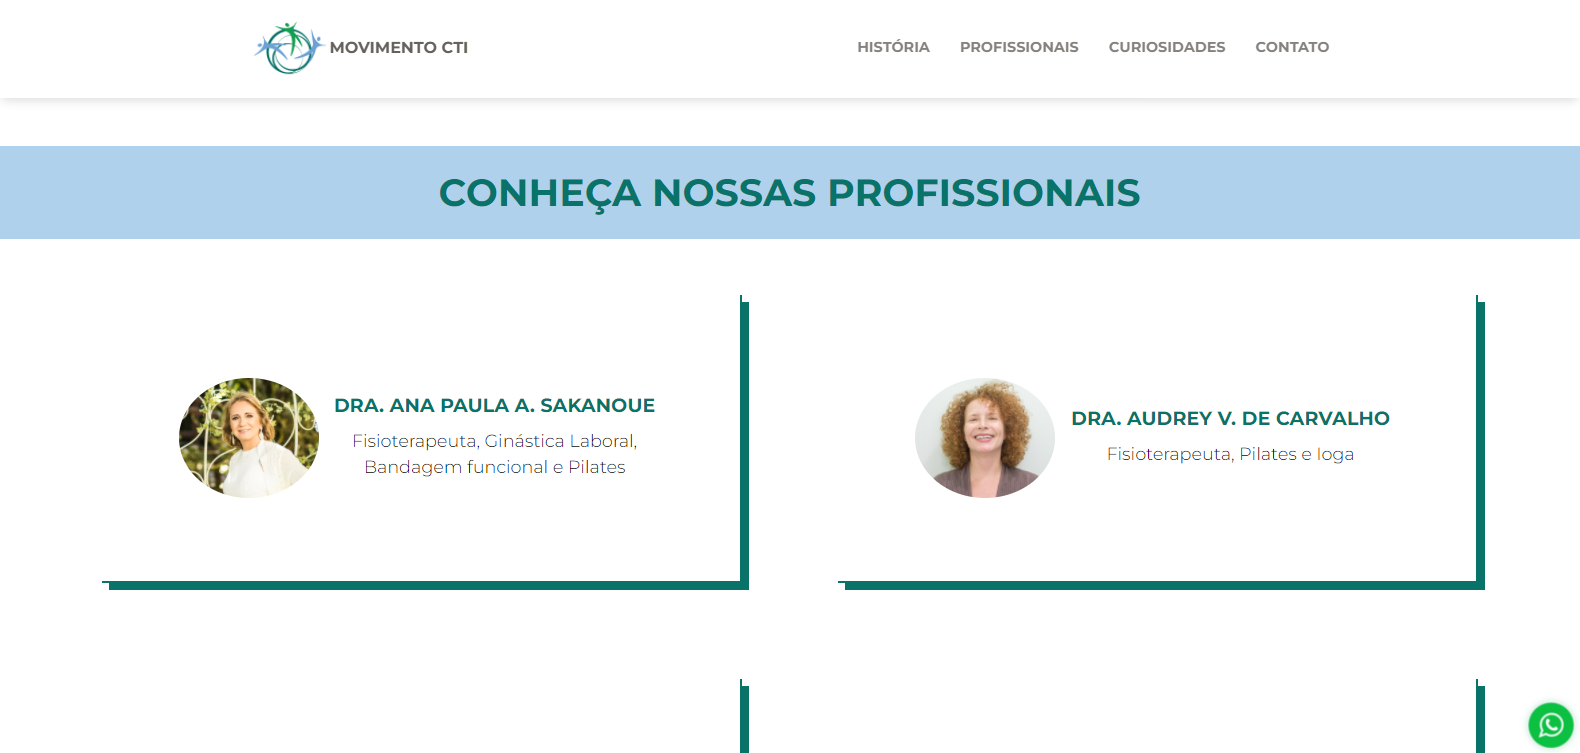 MOVIMENTO CTI
HISTÓRIA PROFISSIONAIS CURIOSIDADES CONTATO
CONHEÇA NOSSAS PROFISSIONAIS
DRA. ANA PAULA A. SAKANOUE
Fisioterapeuta, Ginástica Laboral,
Bandagem funcional e Pilates
DRA. AUDREY V. DE CARVALHO
Fisioterapeuta, Pilates e Ioga